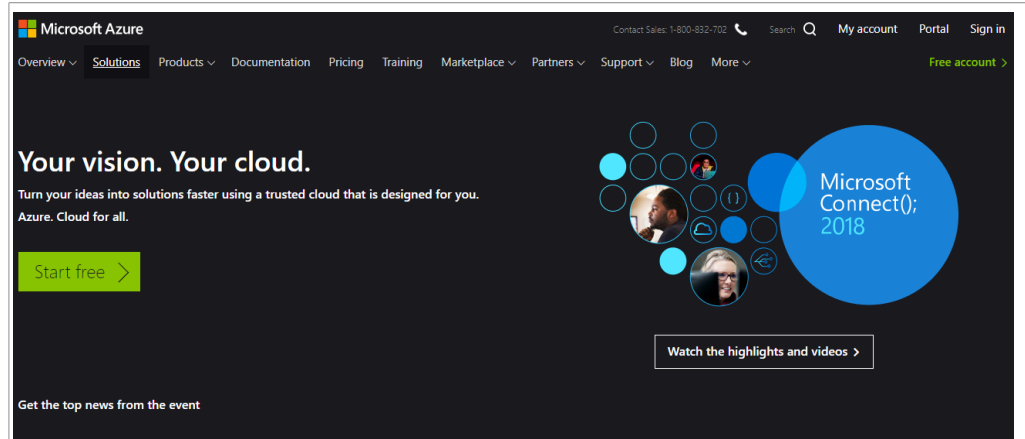 Microsoft Azure
Contact Sales: 1-800-832-702 Search My account Portal Sign in
Overview Solutions Products Documentation Pricing Training Marketplace Partners Support Blog More Free account >
Your vision. Your cloud.
Turn your ideas into solutions faster using a trusted cloud that is designed for you.
Azure. Cloud for all.
Start free >
{ }
Microsoft
Connect();
2018
Watch the highlights and videos >
Get the top news from the event